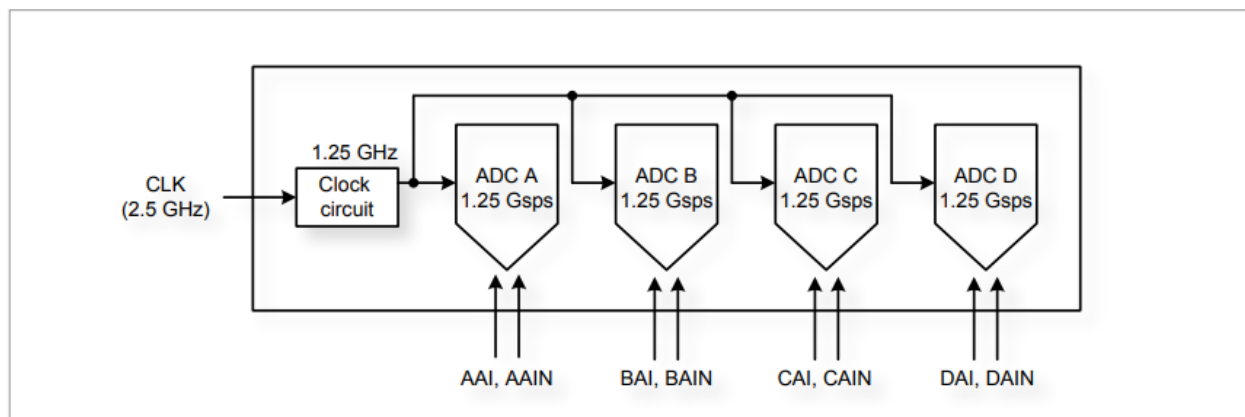 1.25 GHz
CLK
(2.5 GHz)
Clock
circuit
ADC A
1.25 Gsps
ADC B
1.25 Gsps
ADC C
1.25 Gsps
ADC D
1.25 Gsps
AAI, AAIN
BAI, BAIN
CAI, CAIN
DAI, DAIN